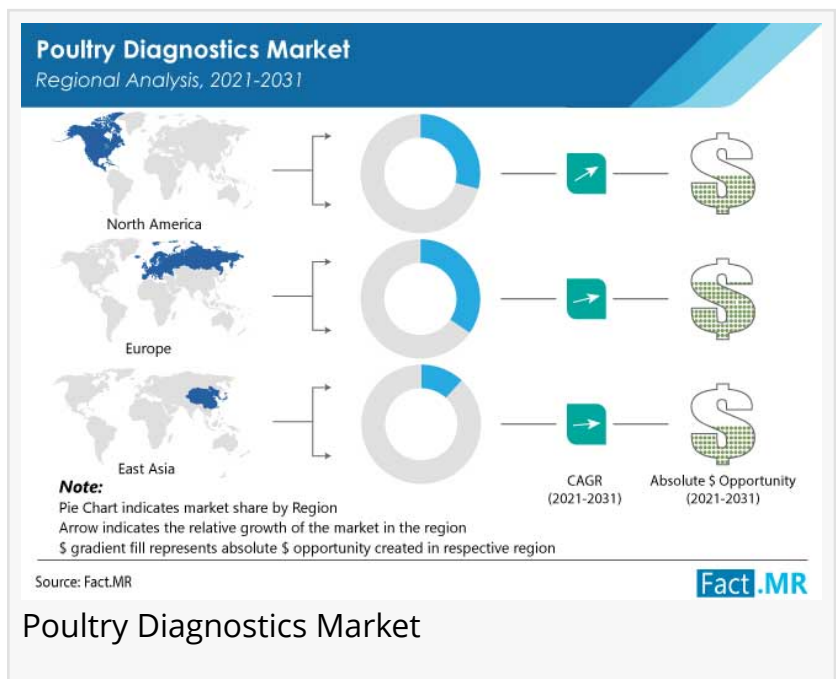 Poultry Diagnostics Market
Regional Analysis, 2021-2031
North America
Europe
East Asia
CAGR
(2021-2031)
Absolute $ Opportunity
(2021-2031)
Note:
Pie Chart indicates market share by Region
Arrow indicates the relative growth of the market in the region
$ gradient fill represents absolute $ opportunity created in respective region
Source: Fact.MR
Fact.MR
Poultry Diagnostics Market